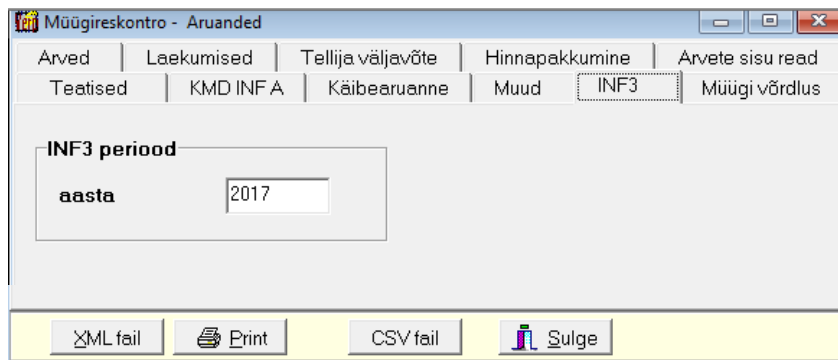 Müügireskontro - Aruanded
Arved Laekumised Tellija väljavõte Hinnapakkumine Arvete sisu read
Teatised KMD INF A Käibearuanne Muud INF3 Müügi võrdlus
INF3 periood
aasta 2017
XML fail Print CSV fail Sulge